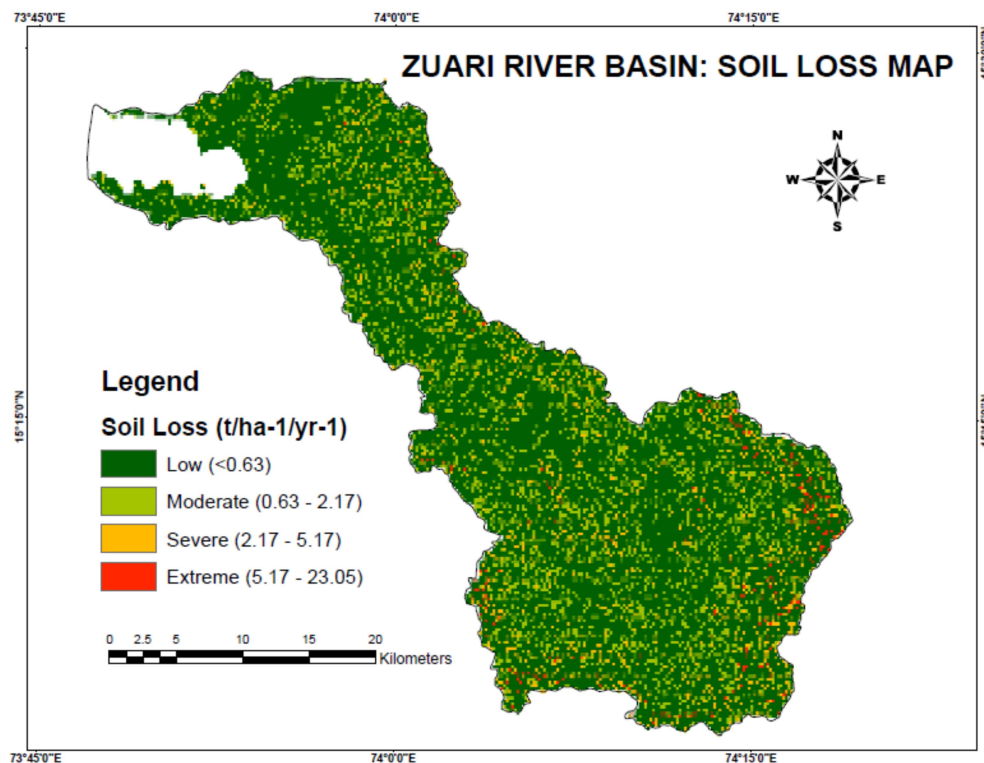 73°45'0"E 74°0'0"E 74°15'0"E
ZUARI RIVER BASIN: SOIL LOSS MAP
N
W E
S
15°15'0"N
Legend
Soil Loss (t/ha-1/yr-1)
Low (<0.63)
Moderate (0.63 - 2.17)
Severe (2.17 - 5.17)
Extreme (5.17 - 23.05)
0 2.5 5 10 15 20
Kilometers
73°45'0"E 74°0'0"E 74°15'0"E